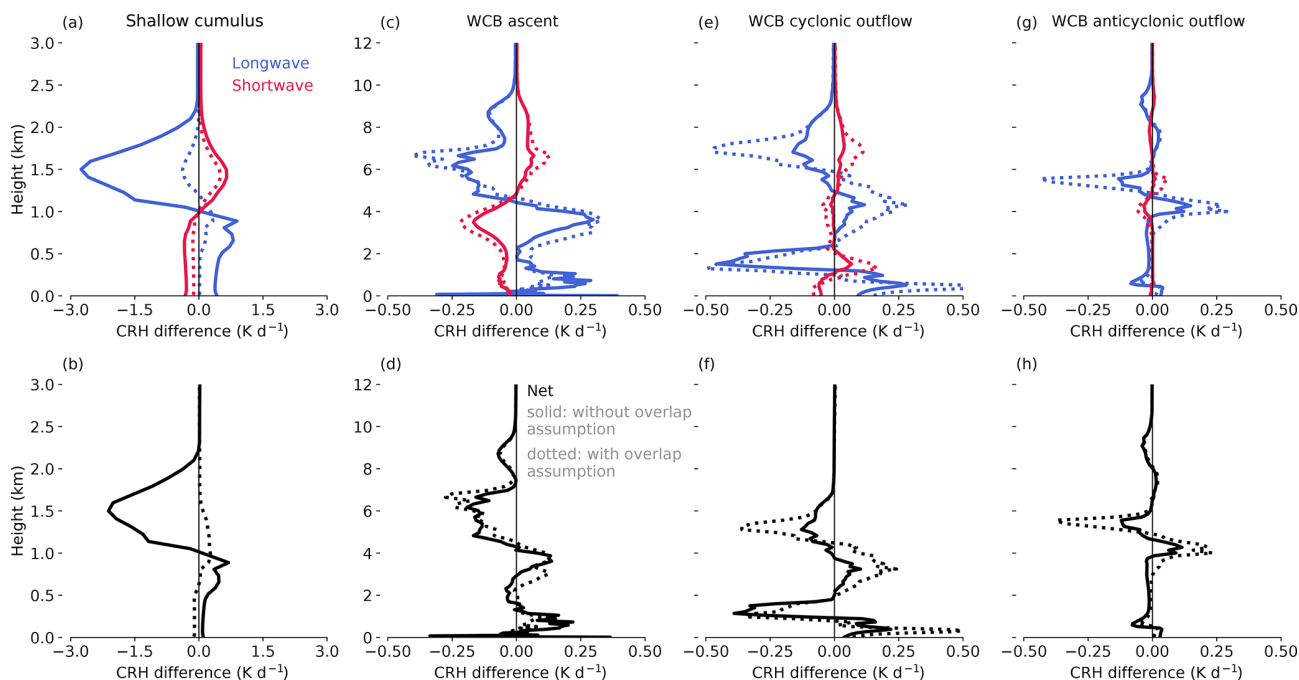 (a) Shallow cumulus
Longwave
Shortwave
Height (km)
3.0
2.5
2.0
1.5
1.0
0.5
0.0
−3.0 −1.5 0.0 1.5 3.0
CRH difference (K d⁻¹)
(c) WCB ascent
12
10
8
6
4
2
0
−0.50 −0.25 0.00 0.25 0.50
CRH difference (K d⁻¹)
(e) WCB cyclonic outflow
−0.50 −0.25 0.00 0.25 0.50
CRH difference (K d⁻¹)
(g) WCB anticyclonic outflow
−0.50 −0.25 0.00 0.25 0.50
CRH difference (K d⁻¹)
(b)
Height (km)
3.0
2.5
2.0
1.5
1.0
0.5
0.0
−3.0 −1.5 0.0 1.5 3.0
CRH difference (K d⁻¹)
(d)
Net
solid: without overlap
assumption
dotted: with overlap
assumption
12
10
8
6
4
2
0
−0.50 −0.25 0.00 0.25 0.50
CRH difference (K d⁻¹)
(f)
−0.50 −0.25 0.00 0.25 0.50
CRH difference (K d⁻¹)
(h)
−0.50 −0.25 0.00 0.25 0.50
CRH difference (K d⁻¹)